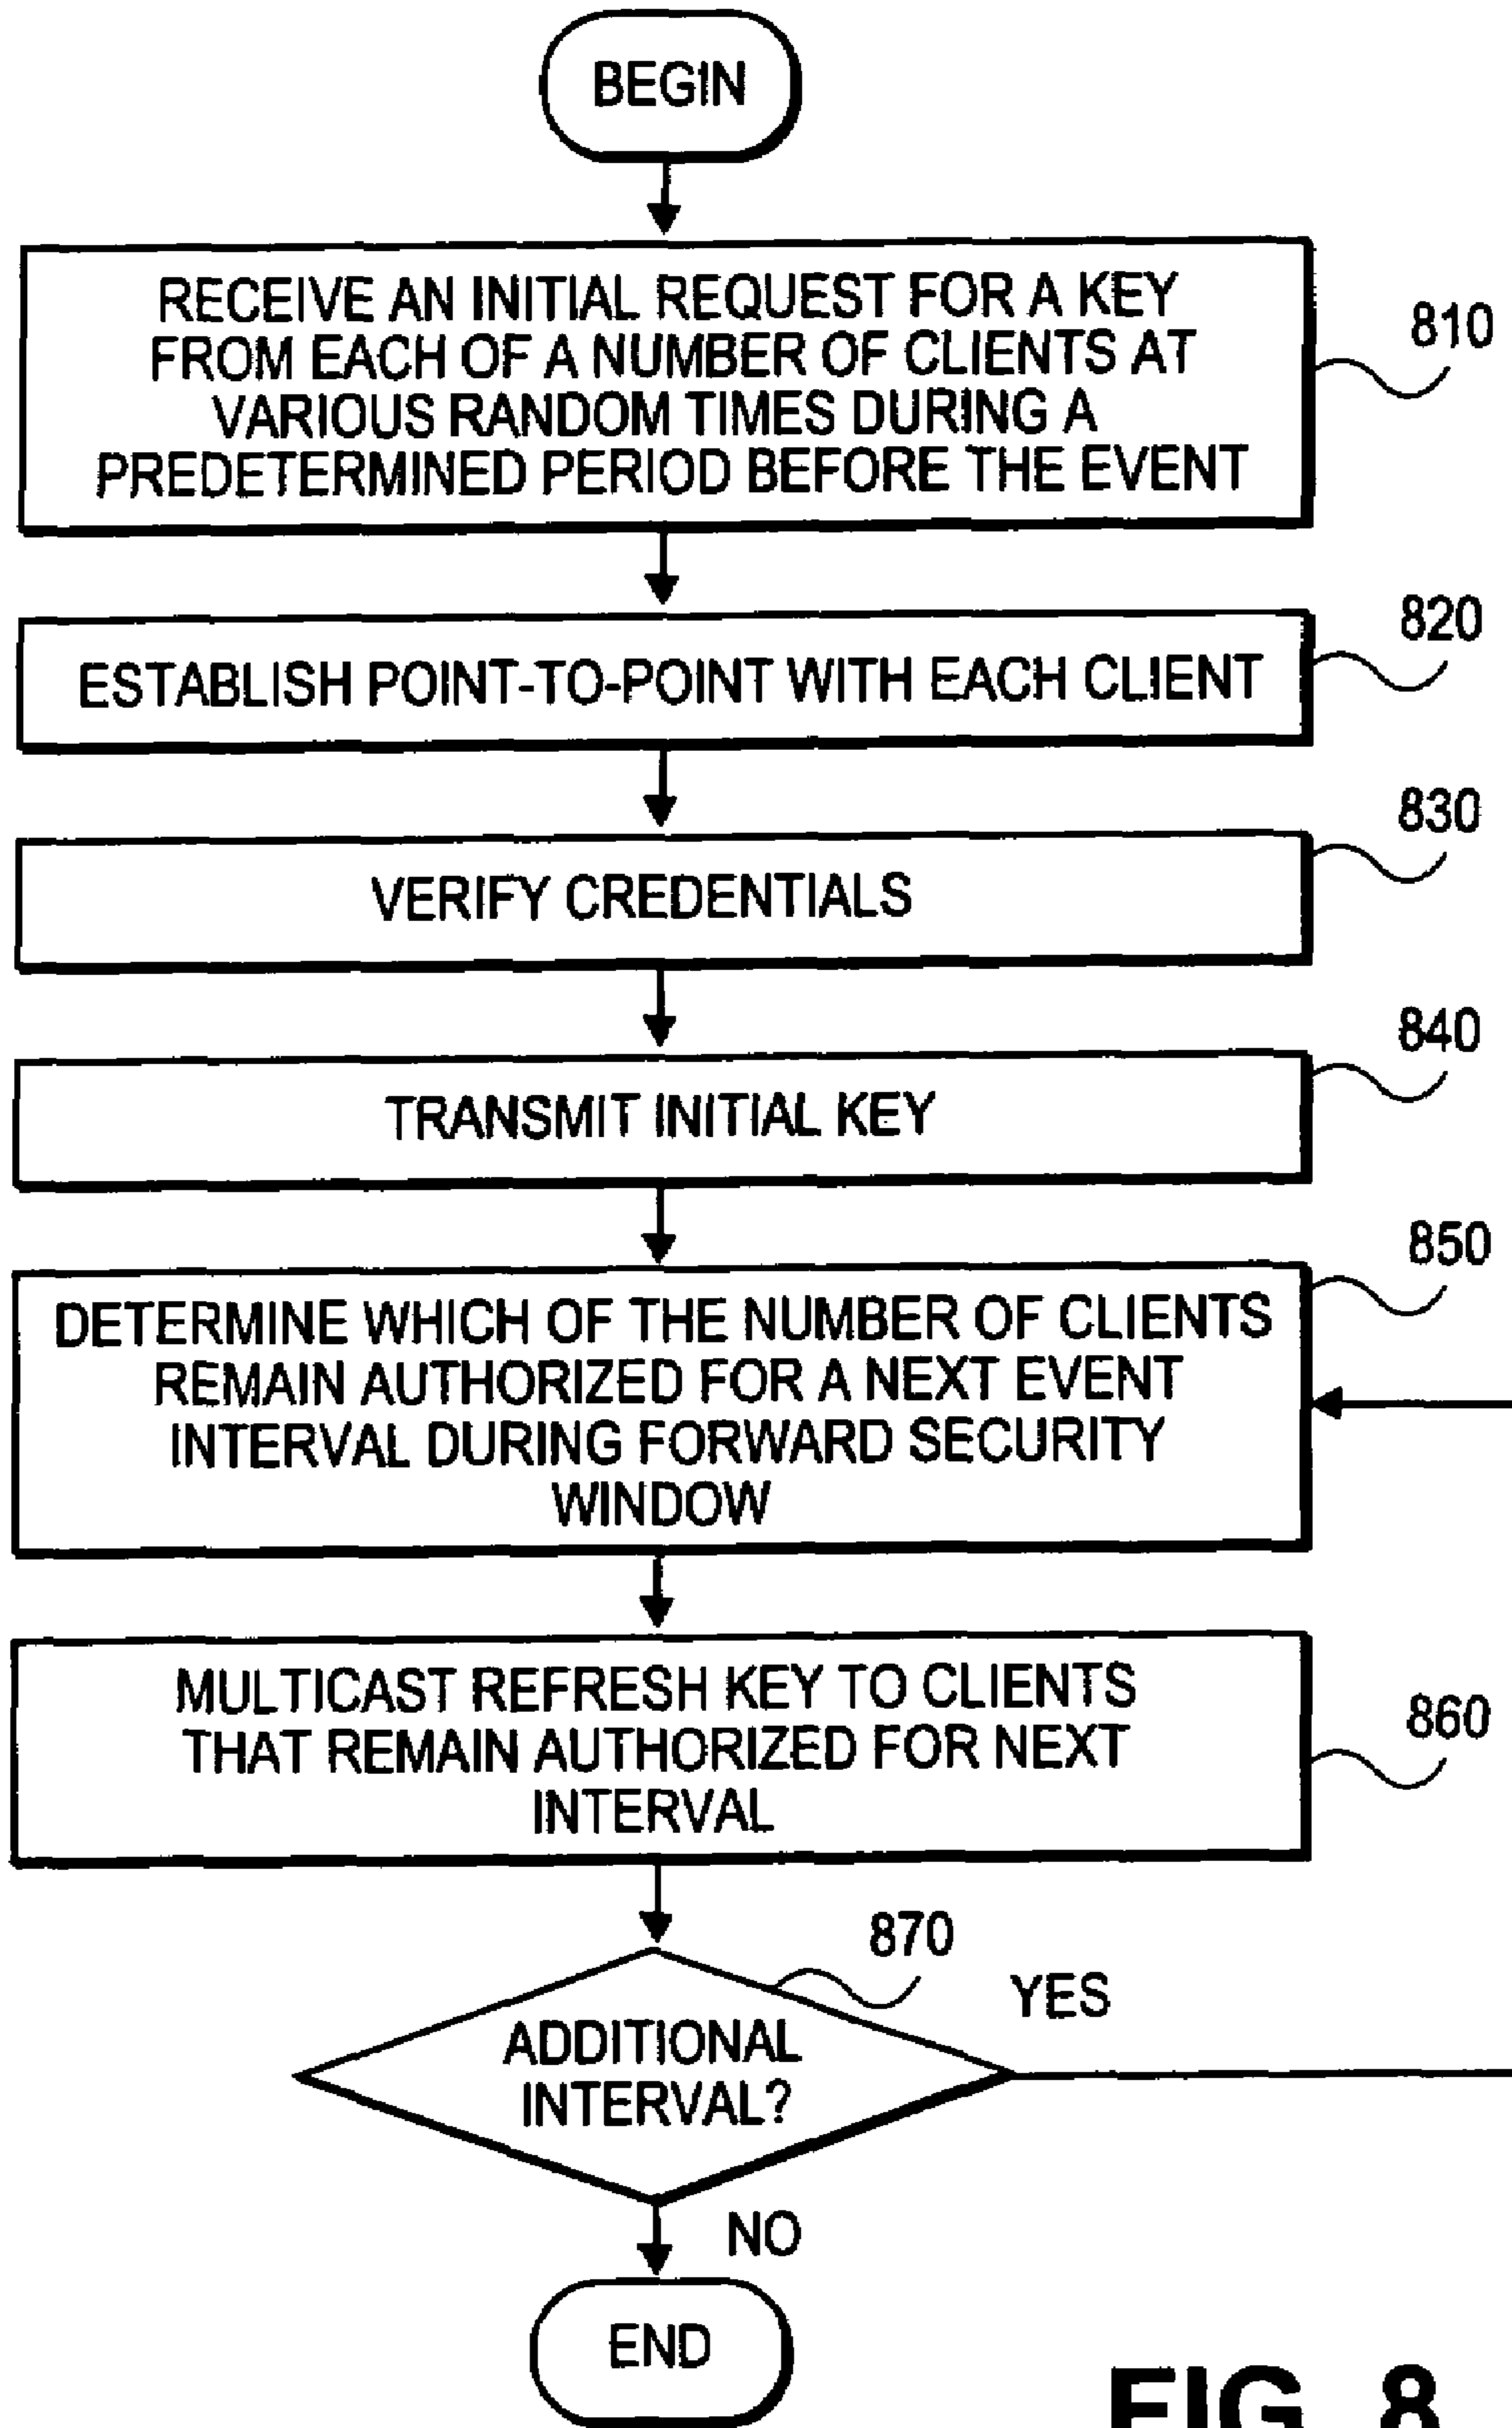 BEGIN
RECEIVE AN INITIAL REQUEST FOR A KEY
FROM EACH OF A NUMBER OF CLIENTS AT
VARIOUS RANDOM TIMES DURING A
PREDETERMINED PERIOD BEFORE THE EVENT
810
ESTABLISH POINT-TO-POINT WITH EACH CLIENT
820
VERIFY CREDENTIALS
830
TRANSMIT INITIAL KEY
840
DETERMINE WHICH OF THE NUMBER OF CLIENTS
REMAIN AUTHORIZED FOR A NEXT EVENT
INTERVAL DURING FORWARD SECURITY
WINDOW
850
MULTICAST REFRESH KEY TO CLIENTS
THAT REMAIN AUTHORIZED FOR NEXT
INTERVAL
860
870
YES
ADDITIONAL
INTERVAL?
NO
END
FIG. 8